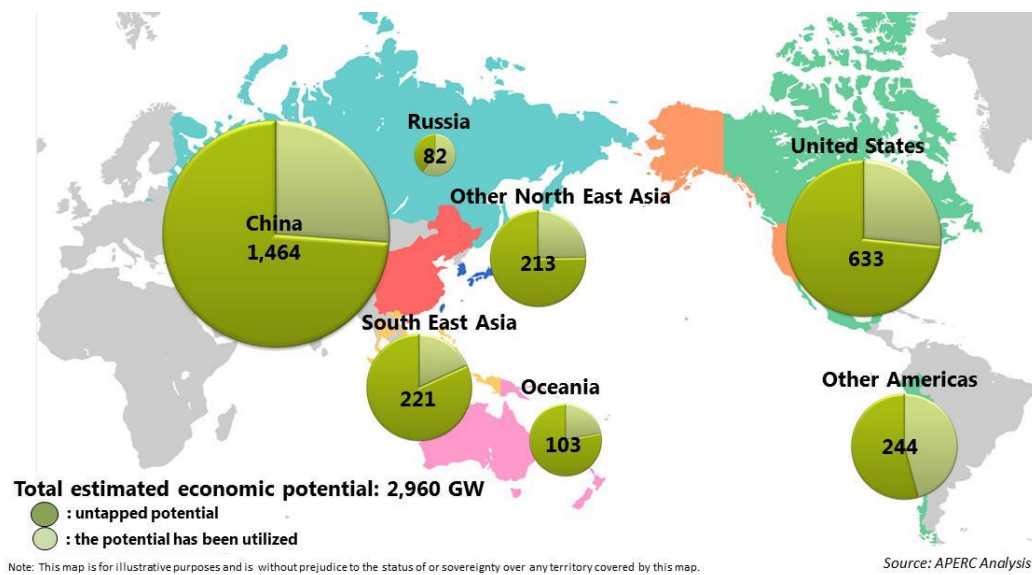 Russia
82
United States
633
Other North East Asia
213
China
1,464
South East Asia
221
Oceania
103
Other Americas
244
Total estimated economic potential: 2,960 GW
: untapped potential
: the potential has been utilized
Note: This map is for illustrative purposes and is without prejudice to the status of or sovereignty over any territory covered by this map.
Source: APERC Analysis